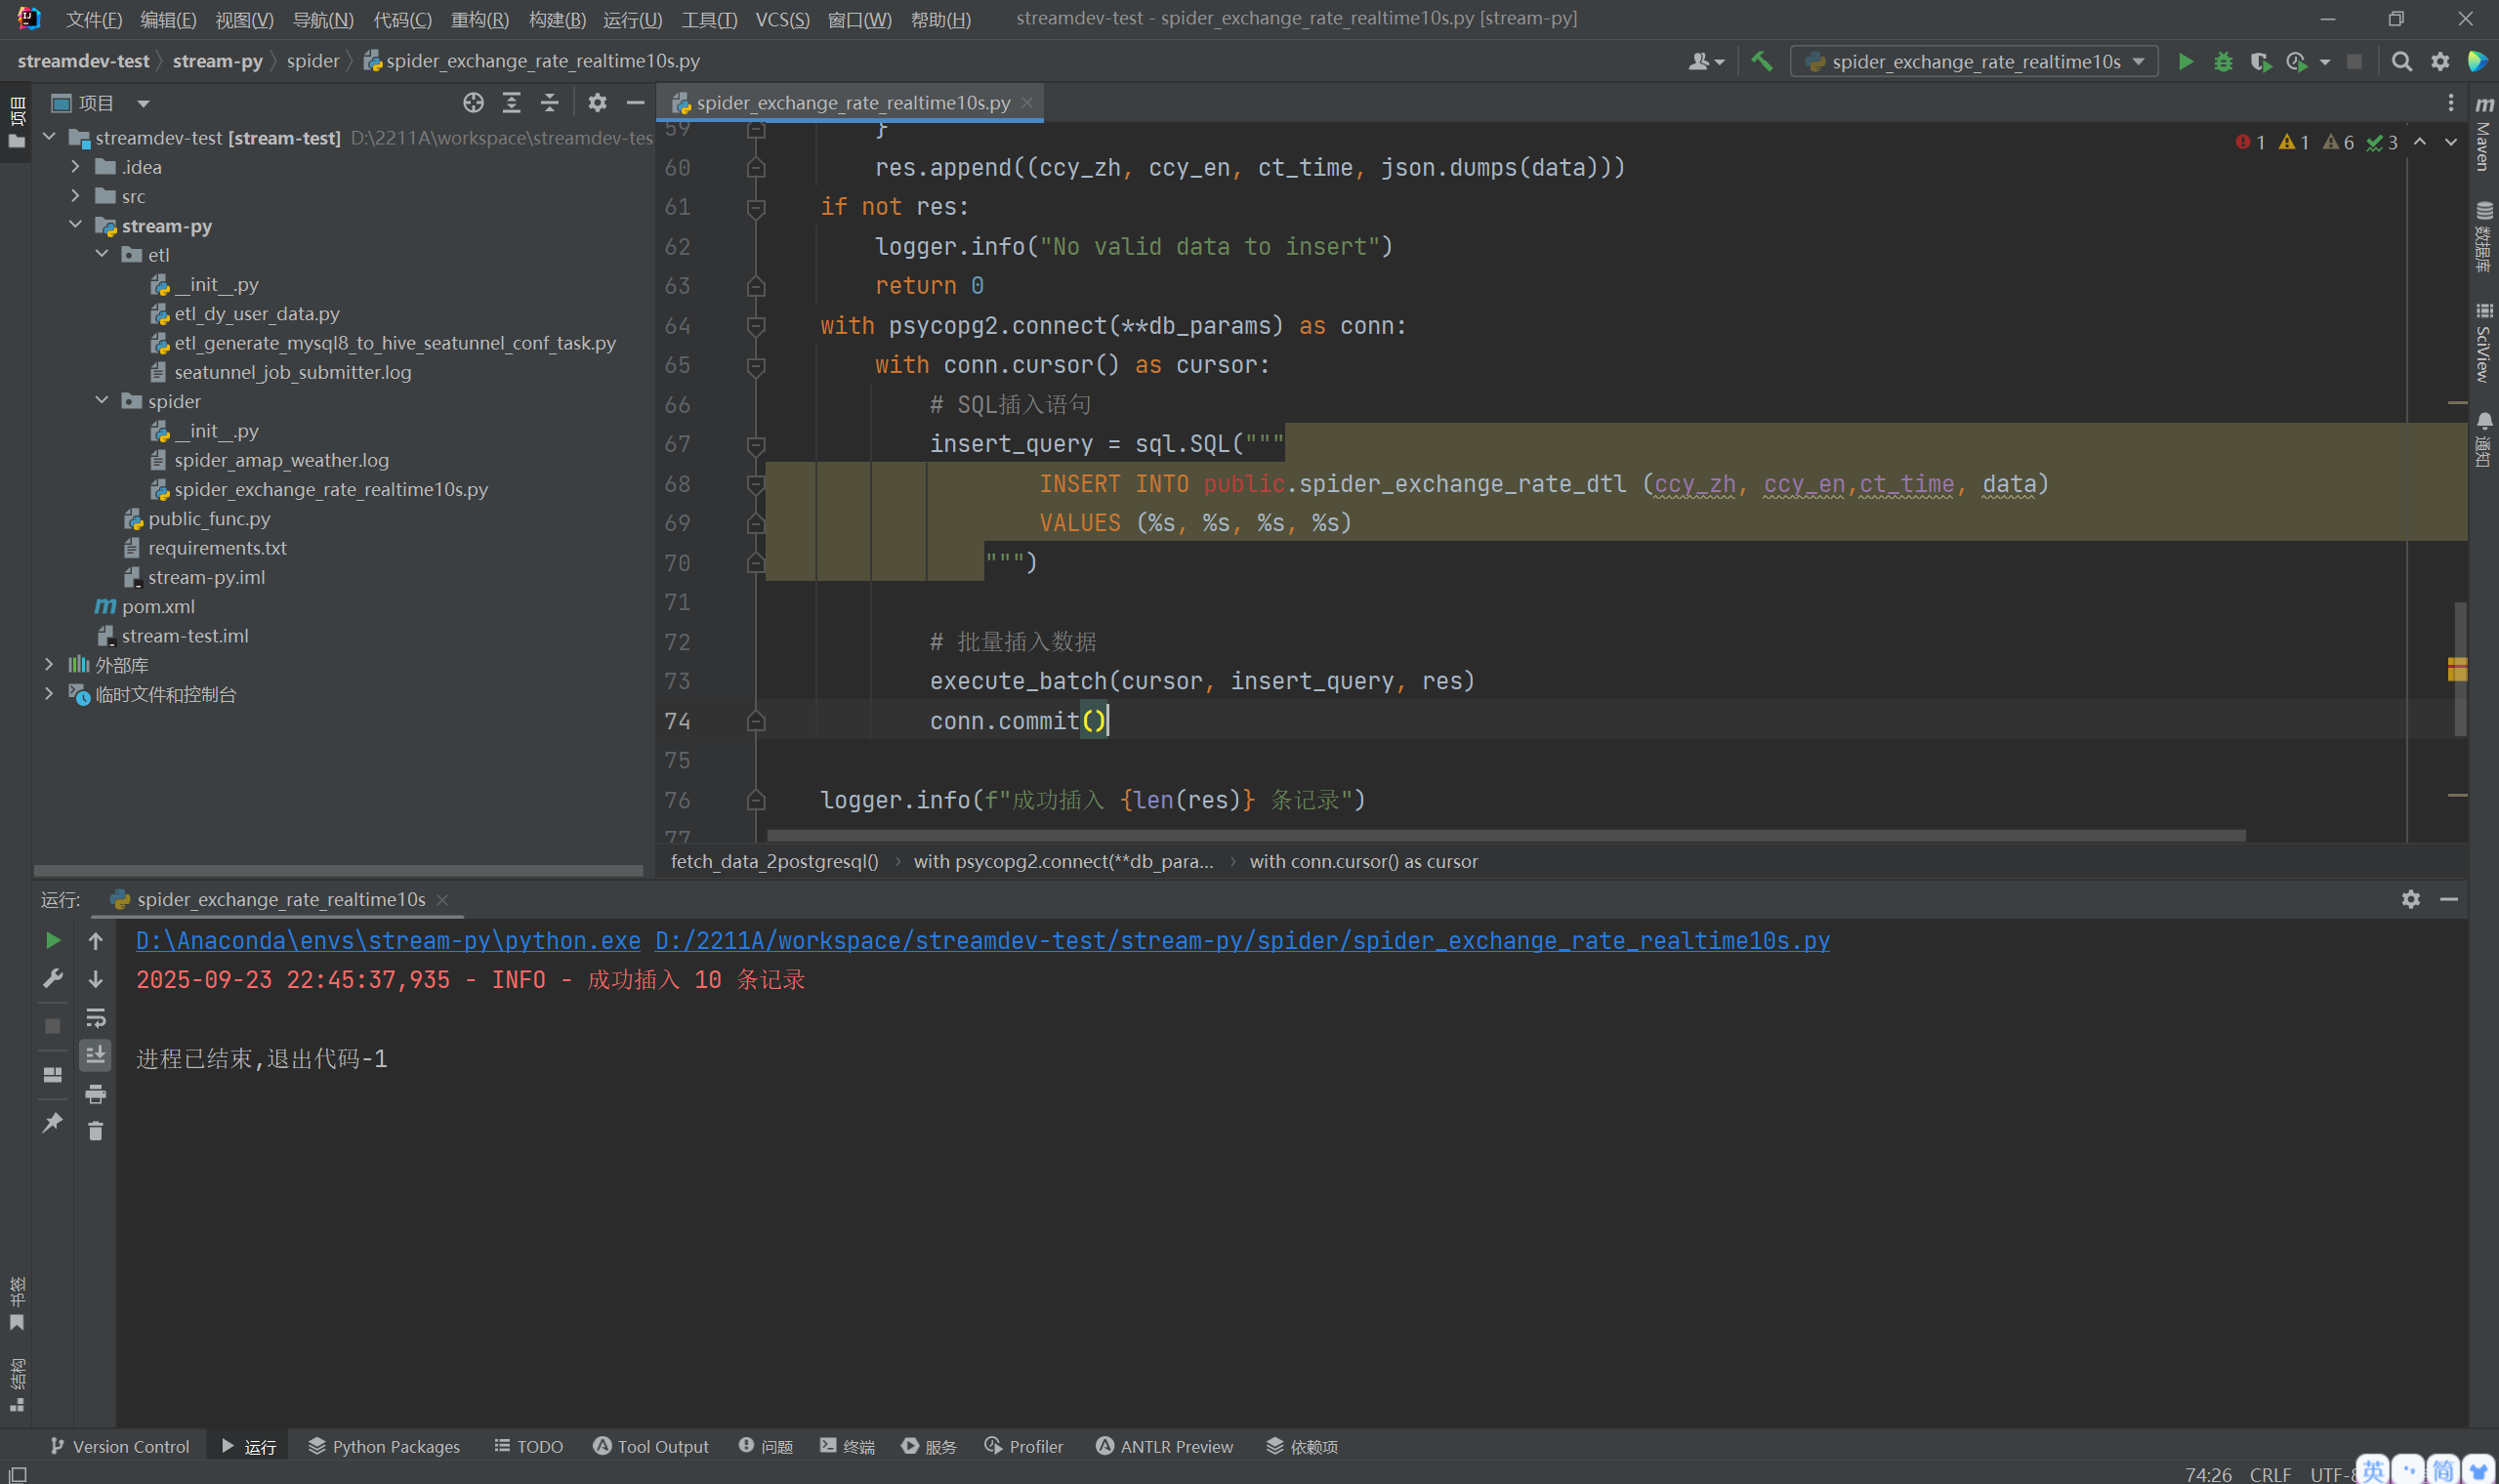 文件(F) 编辑(E) 视图(V) 导航(N) 代码(C) 重构(R) 构建(B) 运行(U) 工具(T) VCS(S) 窗口(W) 帮助(H) streamdev-test - spider_exchange_rate_realtime10s.py [stream-py]
streamdev-test stream-py spider spider_exchange_rate_realtime10s.py spider_exchange_rate_realtime10s
项目
项目
streamdev-test [stream-test] D:\2211A\workspace\streamdev-tes
.idea
src
stream-py
etl
__init__.py
etl_dy_user_data.py
etl_generate_mysql8_to_hive_seatunnel_conf_task.py
seatunnel_job_submitter.log
spider
__init__.py
spider_amap_weather.log
spider_exchange_rate_realtime10s.py
public_func.py
requirements.txt
stream-py.iml
pom.xml
stream-test.iml
外部库
临时文件和控制台
spider_exchange_rate_realtime10s.py
1 1 6 3
59 }
60 res.append((ccy_zh, ccy_en, ct_time, json.dumps(data)))
61 if not res:
62 logger.info("No valid data to insert")
63 return 0
64 with psycopg2.connect(**db_params) as conn:
65 with conn.cursor() as cursor:
66 # SQL插入语句
67 insert_query = sql.SQL("""
68 INSERT INTO public.spider_exchange_rate_dtl (ccy_zh, ccy_en,ct_time, data)
69 VALUES (%s, %s, %s, %s)
70 """)
71
72 # 批量插入数据
73 execute_batch(cursor, insert_query, res)
74 conn.commit()
75
76 logger.info(f"成功插入 {len(res)} 条记录")
77
fetch_data_2postgresql() with psycopg2.connect(**db_para... with conn.cursor() as cursor
Maven
数据库
SciView
通知
运行: spider_exchange_rate_realtime10s
D:\Anaconda\envs\stream-py\python.exe D:/2211A/workspace/streamdev-test/stream-py/spider/spider_exchange_rate_realtime10s.py
2025-09-23 22:45:37,935 - INFO - 成功插入 10 条记录
进程已结束,退出代码-1
书签
结构
Version Control 运行 Python Packages TODO Tool Output 问题 终端 服务 Profiler ANTLR Preview 依赖项
74:26 CRLF UTF-8 英 简